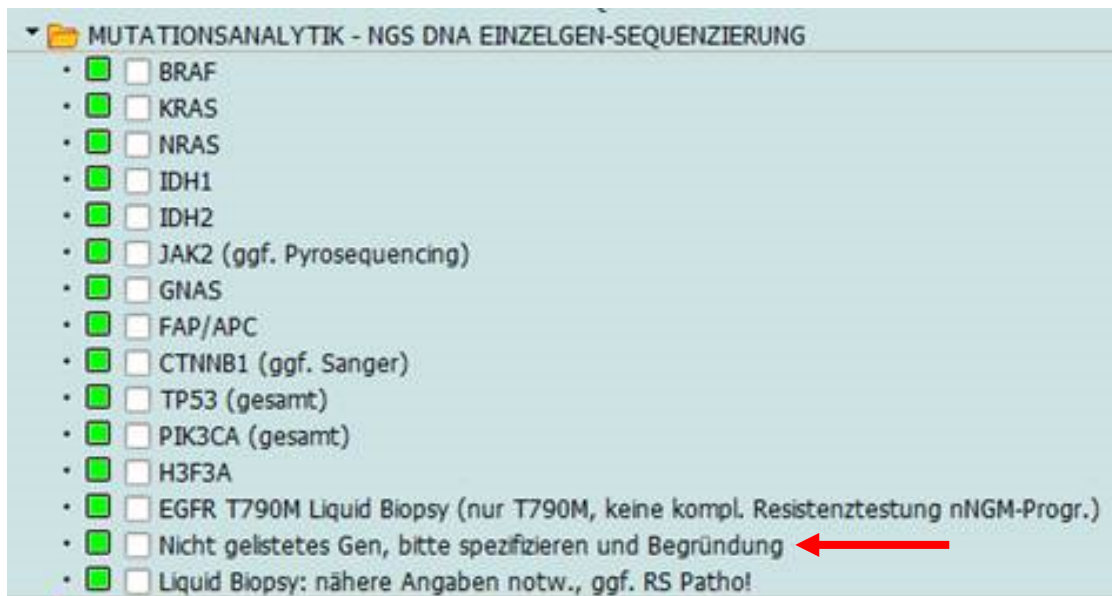 MUTATIONSANALYTIK - NGS DNA EINZELGEN-SEQUENZIERUNG
BRAF
KRAS
NRAS
IDH1
IDH2
JAK2 (ggf. Pyrosequencing)
GNAS
FAP/APC
CTNNB1 (ggf. Sanger)
TP53 (gesamt)
PIK3CA (gesamt)
H3F3A
EGFR T790M Liquid Biopsy (nur T790M, keine kompl. Resistenztestung nNGM-Progr.)
Nicht gelistetes Gen, bitte spezifizieren und Begründung
Liquid Biopsy: nähere Angaben notw., ggf. RS Patho!